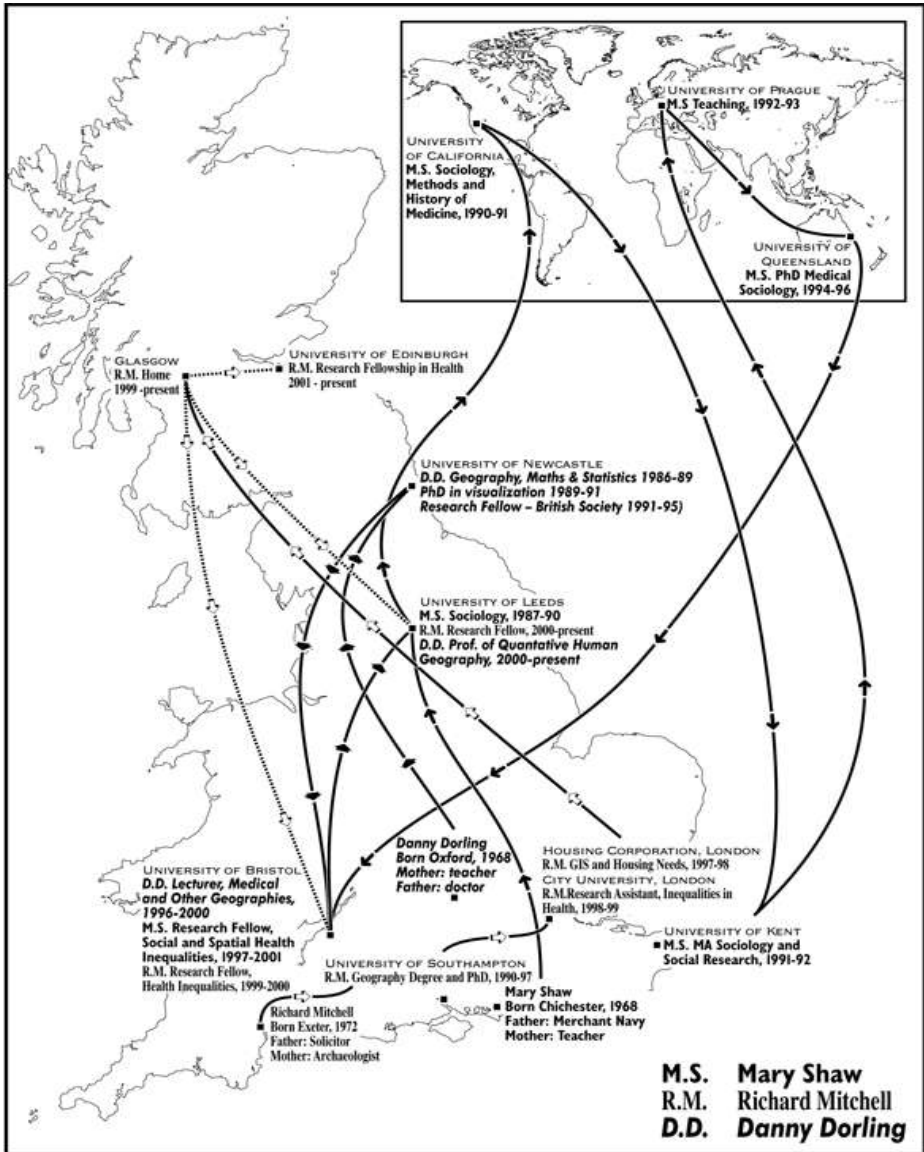 UNIVERSITY OF PRAGUE
M.S Teaching, 1992-93
UNIVERSITY
OF CALIFORNIA
M.S. Sociology,
Methods and
History of
Medicine, 1990-91
UNIVERSITY OF
QUEENSLAND
M.S. PhD Medical
Sociology, 1994-96
GLASGOW
R.M. Home
1999 -present
UNIVERSITY OF EDINBURGH
R.M. Research Fellowship in Health
2001 - present
UNIVERSITY OF NEWCASTLE
D.D. Geography, Maths & Statistics 1986-89
PhD in visualization 1989-91
Research Fellow – British Society 1991-95)
UNIVERSITY OF LEEDS
M.S. Sociology, 1987-90
R.M. Research Fellow, 2000-present
D.D. Prof. of Quantative Human
Geography, 2000-present
Danny Dorling
Born Oxford, 1968
Mother: teacher
Father: doctor
HOUSING CORPORATION, LONDON
R.M. GIS and Housing Needs, 1997-98
CITY UNIVERSITY, LONDON
R.M.Research Assistant, Inequalities in
Health, 1998-99
UNIVERSITY OF BRISTOL
D.D. Lecturer, Medical
and Other Geographies,
1996-2000
M.S. Research Fellow,
Social and Spatial Health
Inequalities, 1997-2001
R.M. Research Fellow,
Health Inequalities, 1999-2000
UNIVERSITY OF KENT
M.S. MA Sociology and
Social Research, 1991-92
UNIVERSITY OF SOUTHAMPTON
R.M. Geography Degree and PhD, 1990-97
Mary Shaw
Born Chichester, 1968
Father: Merchant Navy
Mother: Teacher
Richard Mitchell
Born Exeter, 1972
Father: Solicitor
Mother: Archaeologist
M.S. Mary Shaw
R.M. Richard Mitchell
D.D. Danny Dorling